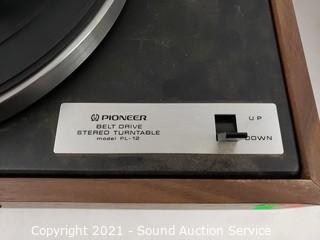 PIONEER
BELT DRIVE
STEREO TURNTABLE
model PL-12
UP
DOWN
Copyright 2021 - Sound Auction Service